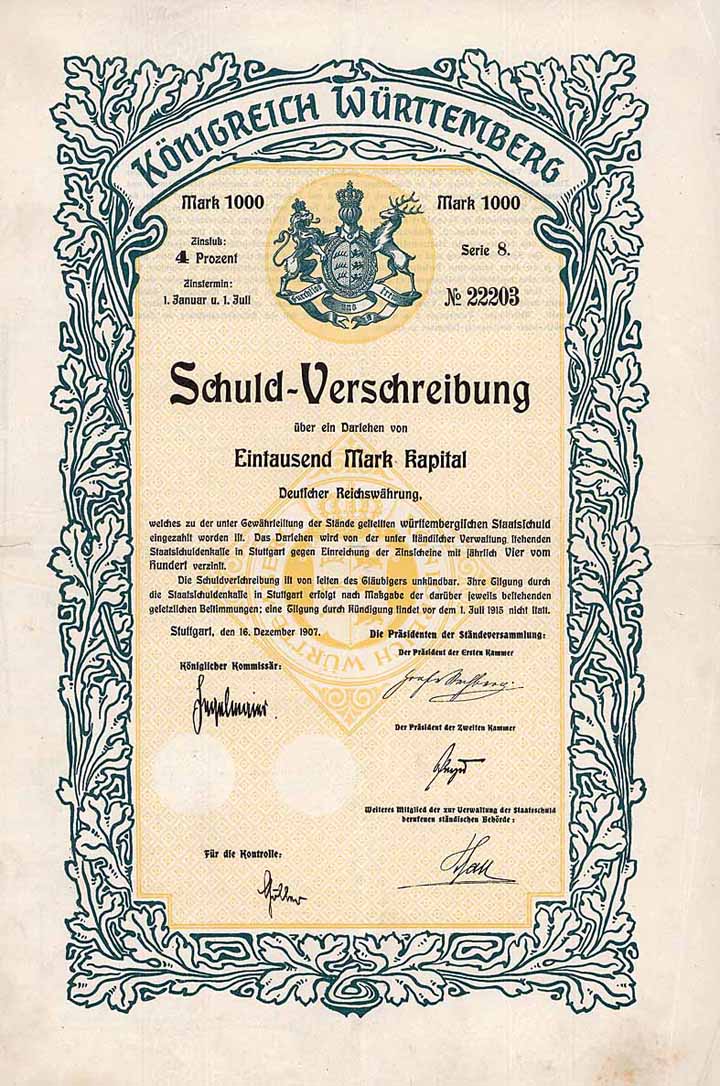 KÖNIGREICH WÜRTTEMBERG
Mark 1000
Mark 1000
Zinsfuß:
4 Prozent
Serie 8.
Zinstermin:
1. Januar u. 1. Juli
№ 22203
Furchtlos und trew
Schuld-Verschreibung
über ein Darlehen von
Eintausend Mark Kapital
Deutscher Reichswährung,
welches zu der unter Gewährleistung der Stände gestellten württembergischen Staatsschuld
eingezahlt worden ist. Das Darlehen wird von der unter ständischer Verwaltung stehenden
Staatsschuldenkasse in Stuttgart gegen Einreichung der Zinsscheine mit jährlich Vier vom
Hundert verzinst.
Die Schuldverschreibung ist von seiten des Gläubigers unkündbar. Ihre Tilgung durch
die Staatsschuldenkasse in Stuttgart erfolgt nach Maßgabe der darüber jeweils bestehenden
gesetzlichen Bestimmungen; eine Tilgung durch Kündigung findet vor dem 1. Juli 1915 nicht statt.
Stuttgart, den 16. Dezember 1907.
Die Präsidenten der Ständeversammlung:
Der Präsident der Ersten Kammer
Königlicher Kommissär:
Hegelmaier.
Der Präsident der Zweiten Kammer
Payer
Weiteres Mitglied der zur Verwaltung der Staatsschuld
berufenen ständischen Behörde:
Für die Kontrolle: